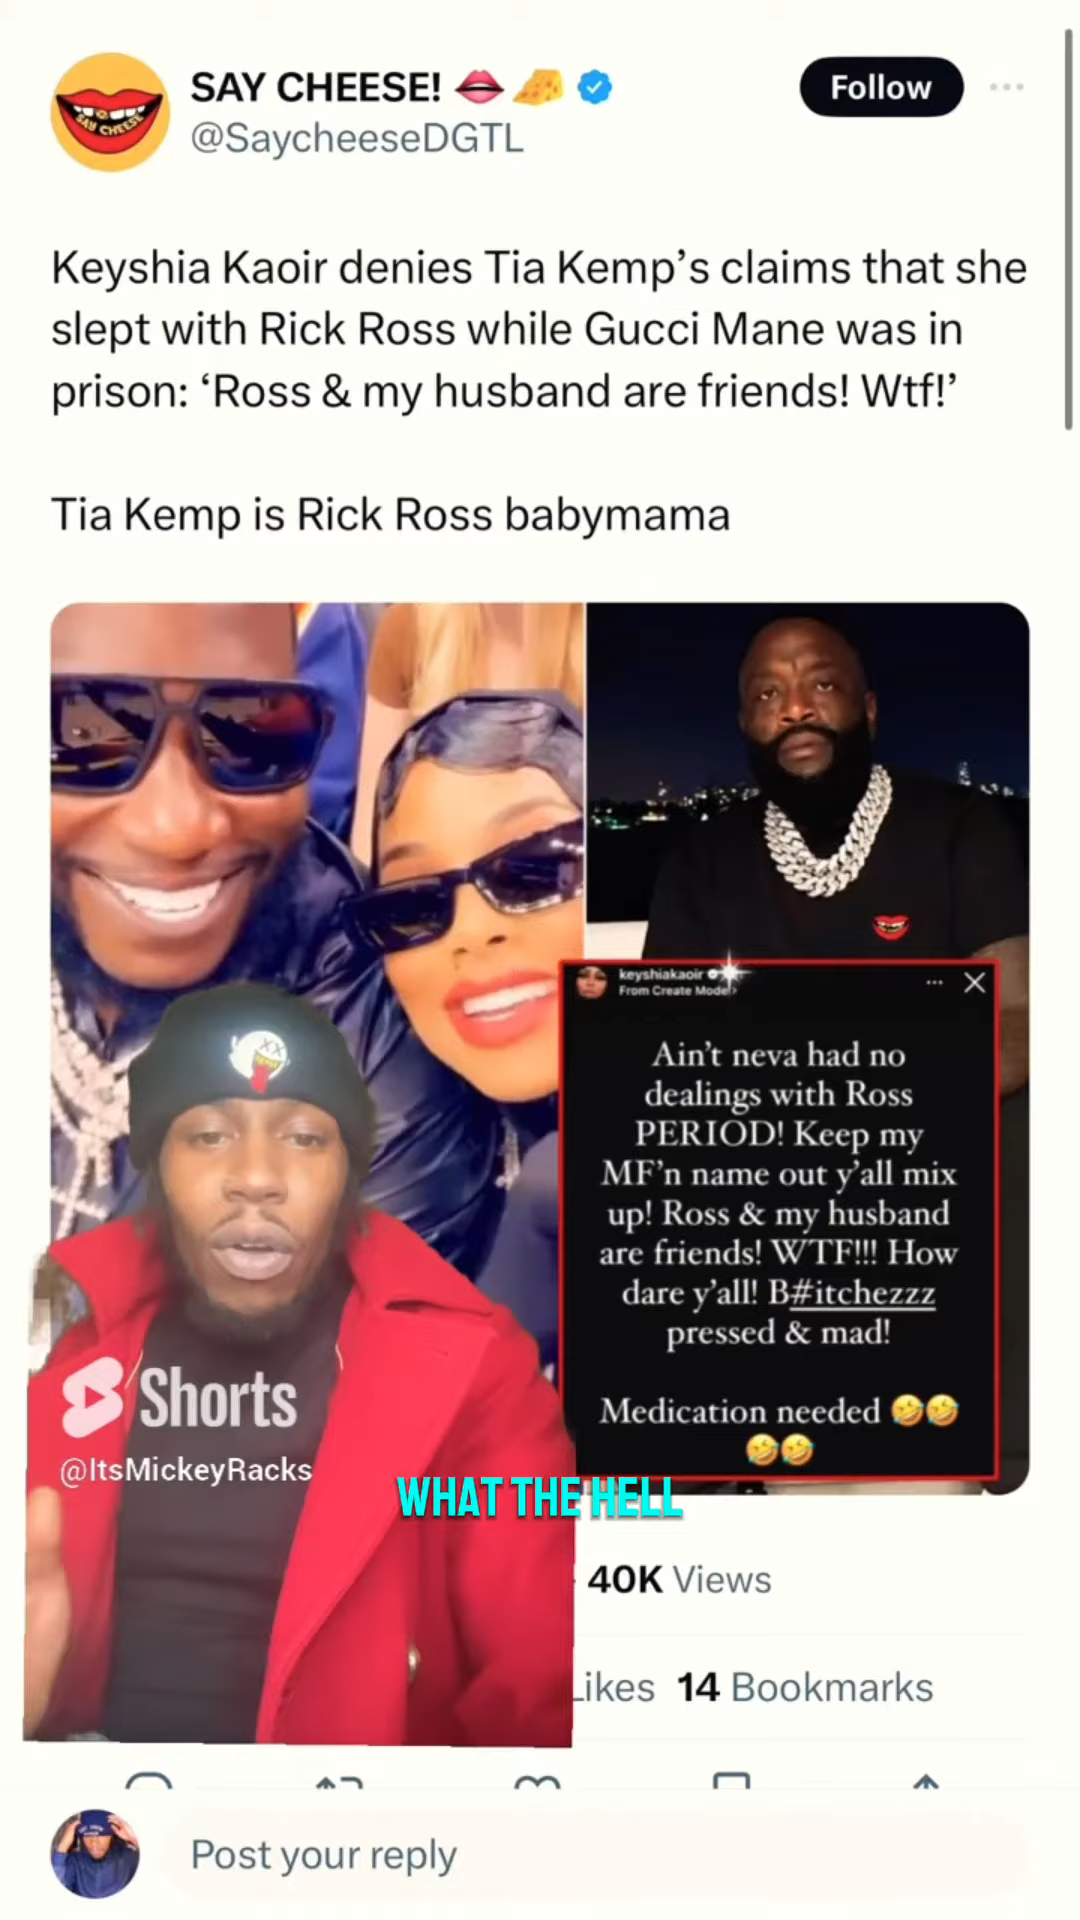 SAY CHEESE!
@SaycheeseDGTL
Follow
SAY CHEESE
Keyshia Kaoir denies Tia Kemp’s claims that she
slept with Rick Ross while Gucci Mane was in
prison: ‘Ross & my husband are friends! Wtf!’
Tia Kemp is Rick Ross babymama
keyshiakaoir
From Create Mode
Ain’t neva had no
dealings with Ross
PERIOD! Keep my
MF’n name out y’all mix
up! Ross & my husband
are friends! WTF!!! How
dare y’all! B#itchezzz
pressed & mad!
Medication needed 🤣🤣
🤣🤣
Shorts
@ItsMickeyRacks
WHAT THE HELL
40K Views
Likes 14 Bookmarks
Post your reply